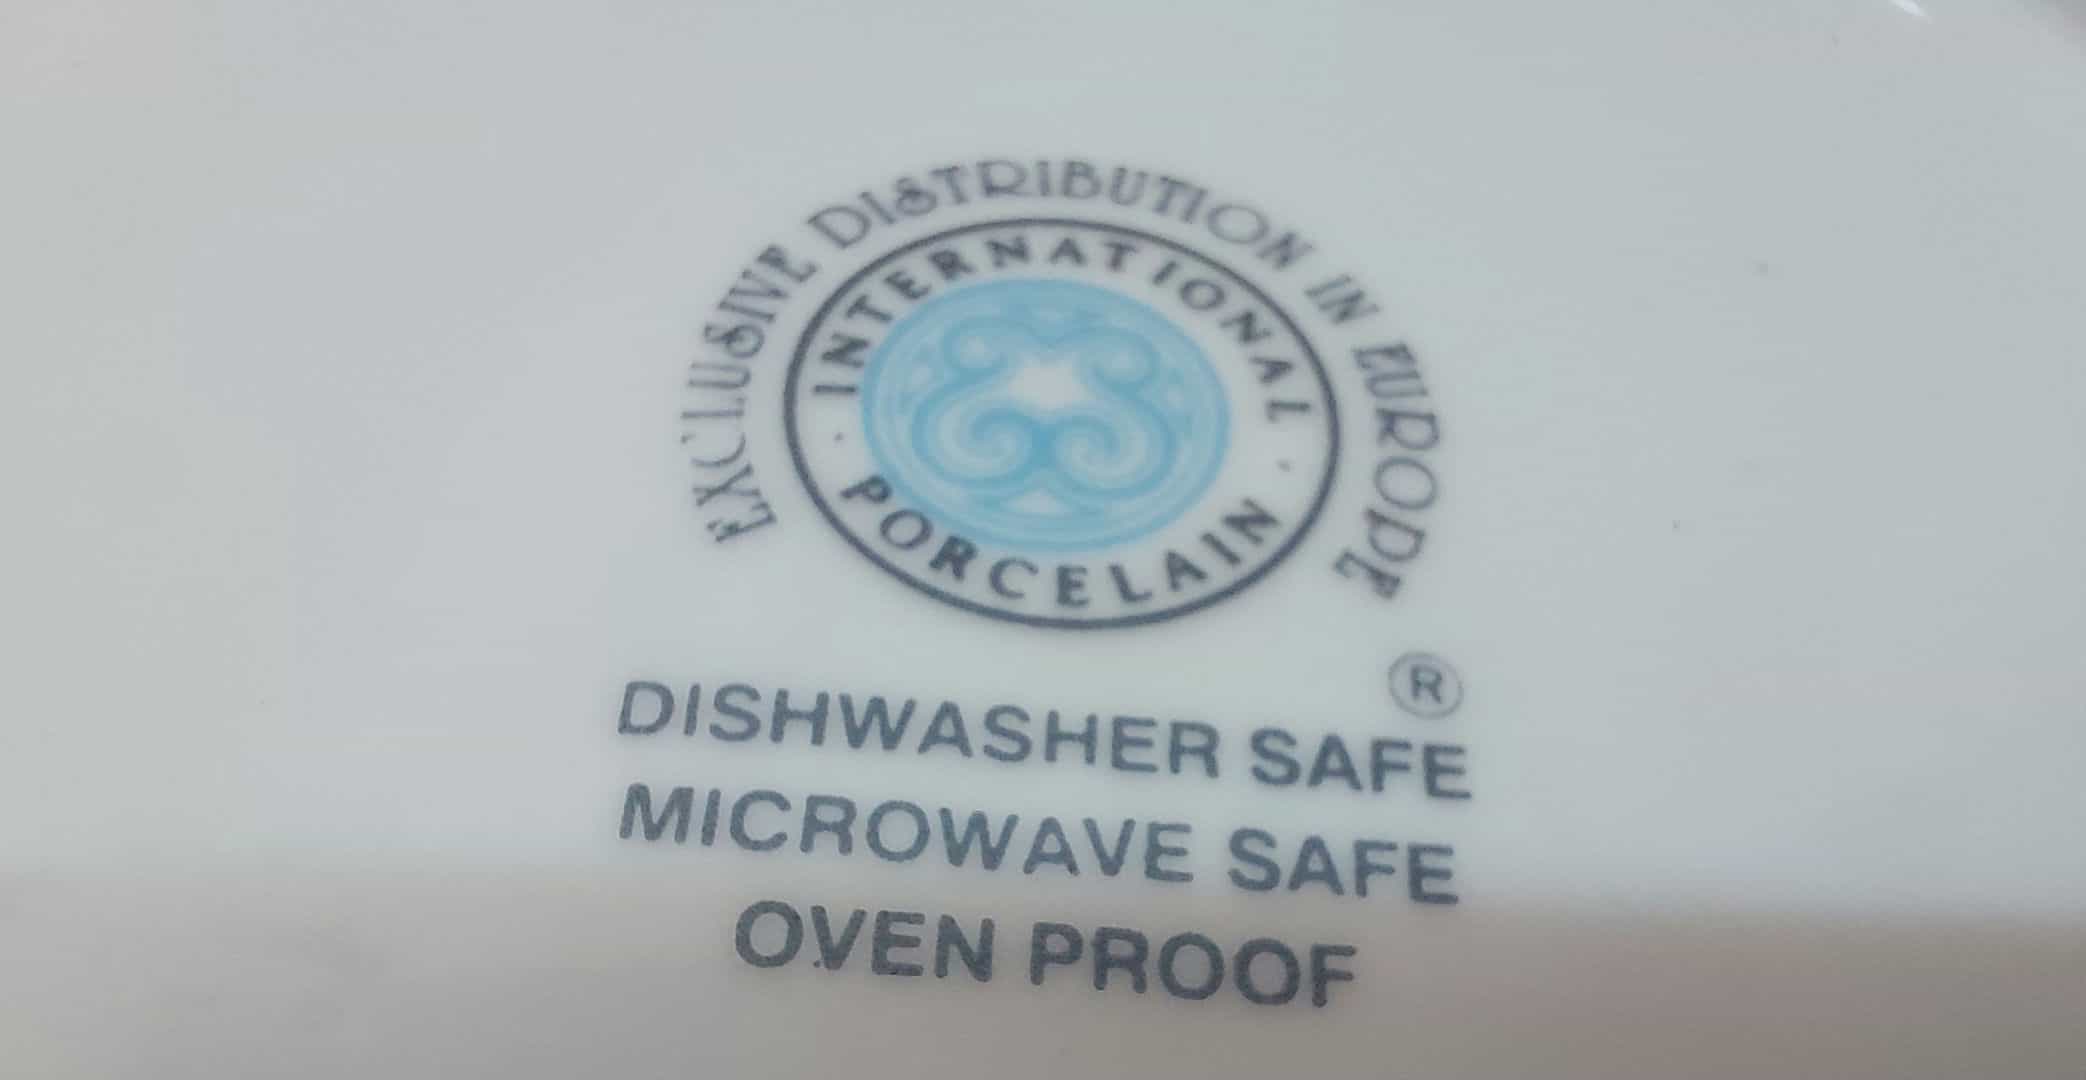 EXCLUSIVE DISTRIBUTION IN EUROPE
INTERNATIONAL
· PORCELAIN ·
®
DISHWASHER SAFE
MICROWAVE SAFE
OVEN PROOF